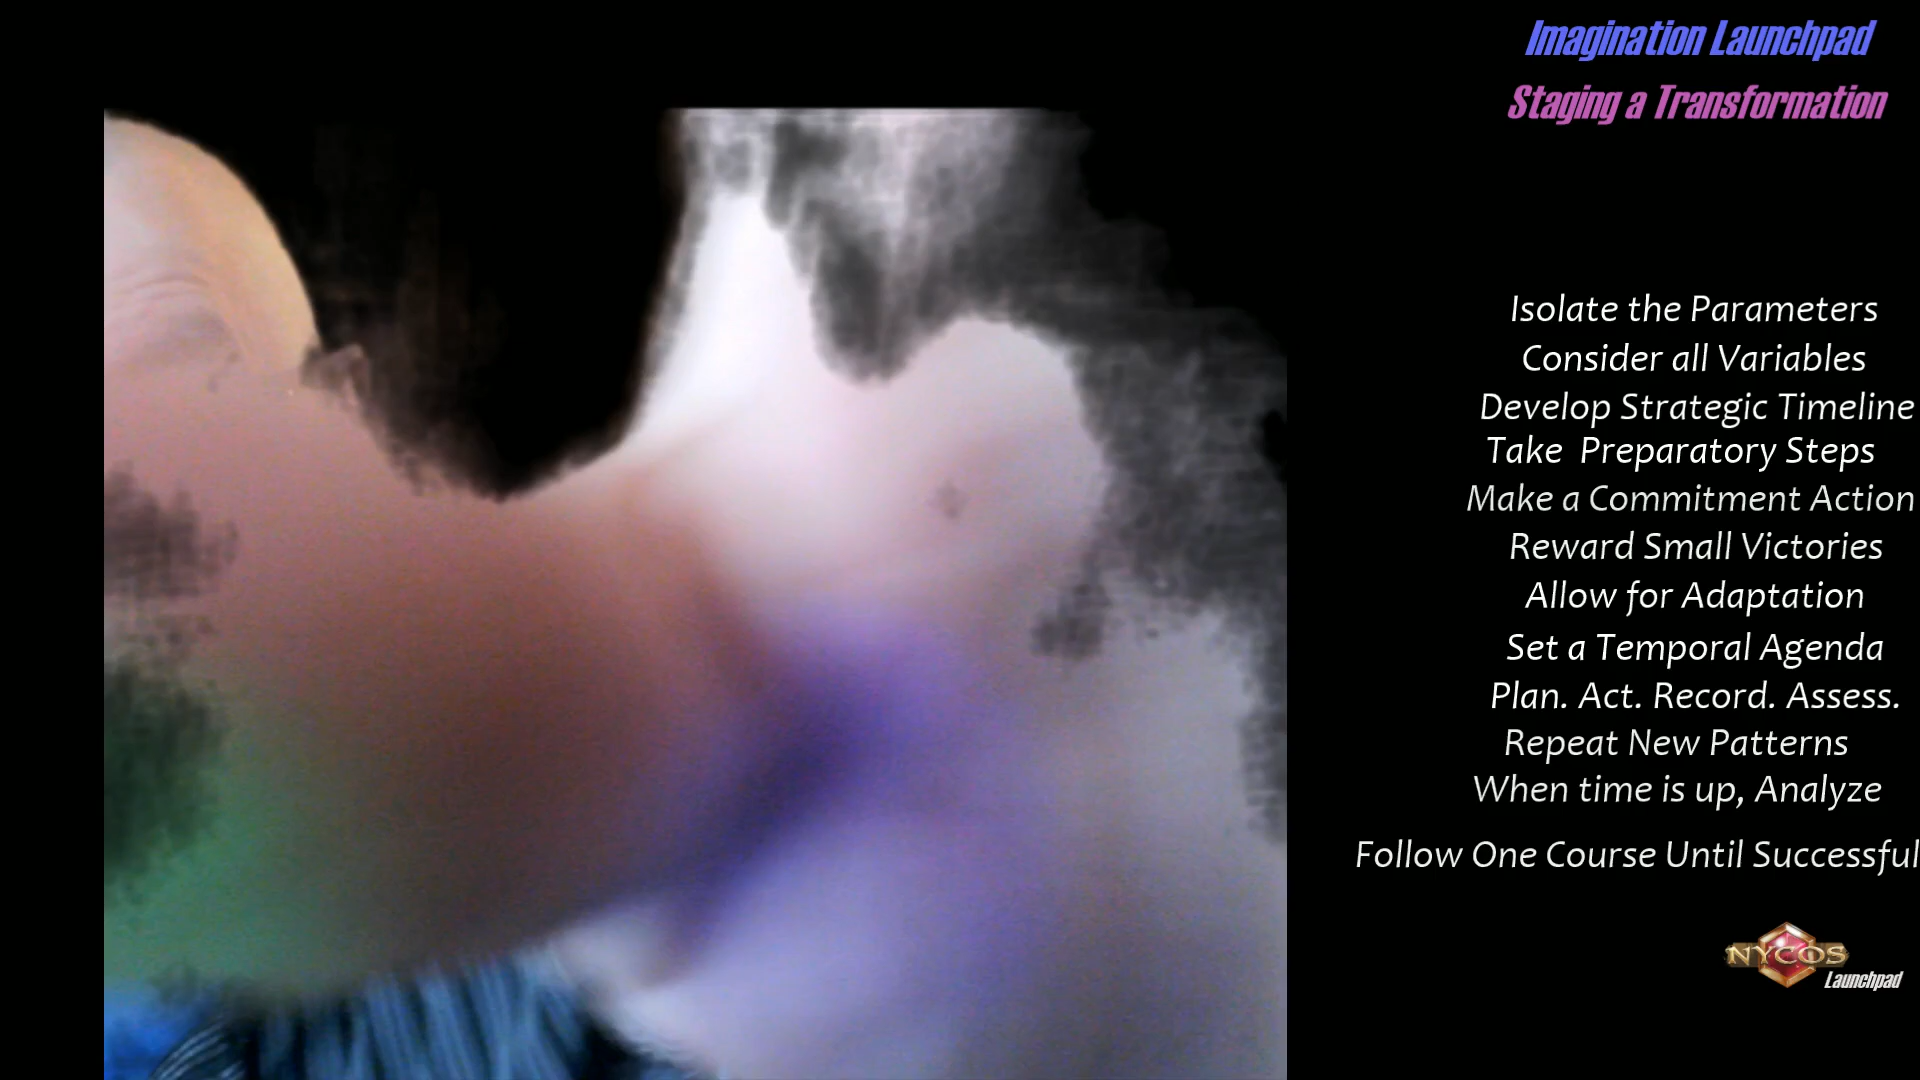 Imagination Launchpad
Staging a Transformation
Isolate the Parameters
Consider all Variables
Develop Strategic Timeline
Take  Preparatory Steps
Make a Commitment Action
Reward Small Victories
Allow for Adaptation
Set a Temporal Agenda
Plan. Act. Record. Assess.
Repeat New Patterns
When time is up, Analyze
Follow One Course Until Successful
NYCOS
Launchpad